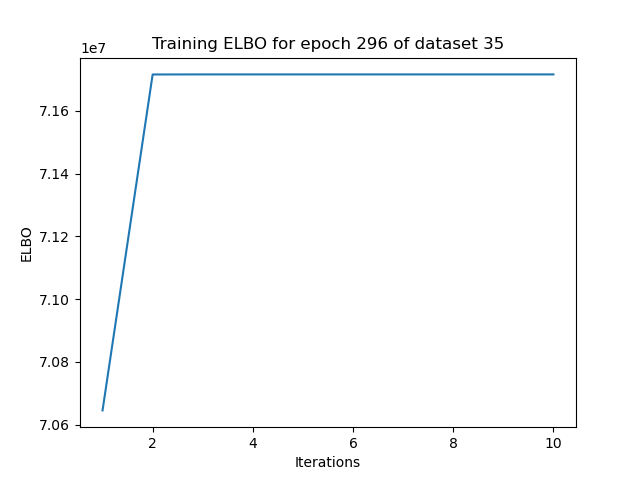 Training ELBO for epoch 296 of dataset 35
1e7
7.16
7.14
7.12
7.10
7.08
7.06
ELBO
2 4 6 8 10
Iterations